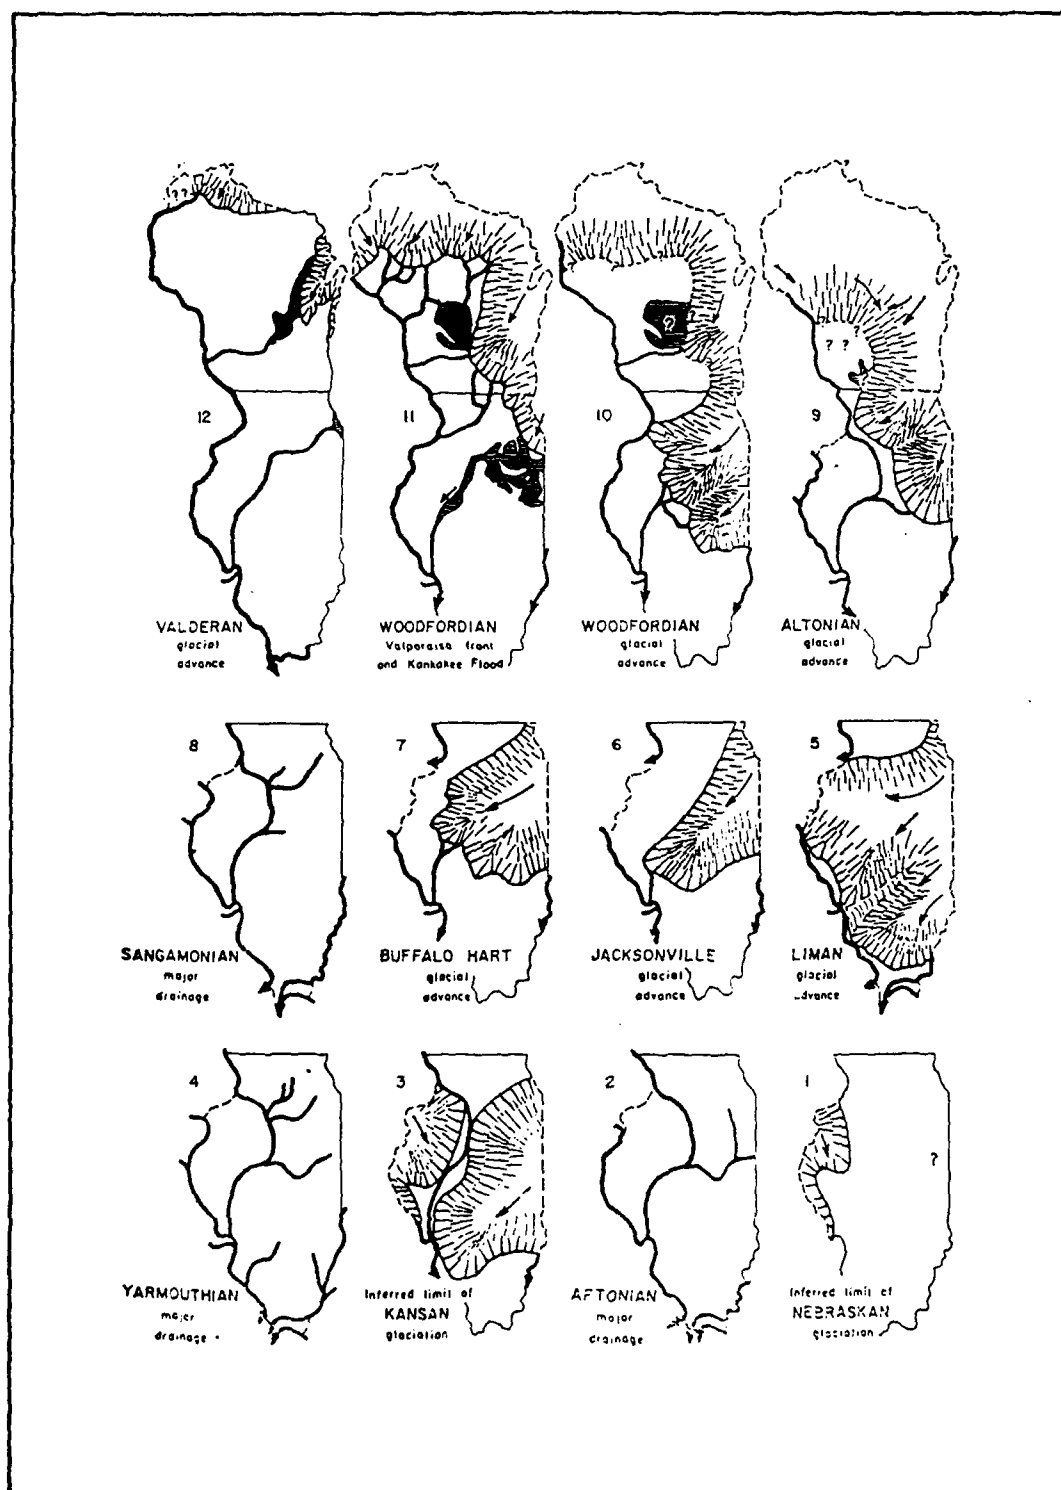 ? ?
12
VALDERAN
glacial
advance
11
WOODFORDIAN
Valparaiso front
and Kankakee Flood
?
?
10
WOODFORDIAN
glacial
advance
? ? ?
9
ALTONIAN
glacial
advance
8
SANGAMONIAN
major
drainage
7
BUFFALO HART
glacial
advance
6
JACKSONVILLE
glacial
advance
5
LIMAN
glacial
advance
4
YARMOUTHIAN
major
drainage
3
Inferred limit of
KANSAN
glaciation
2
AFTONIAN
major
drainage
1
?
Inferred limit of
NEBRASKAN
glaciation